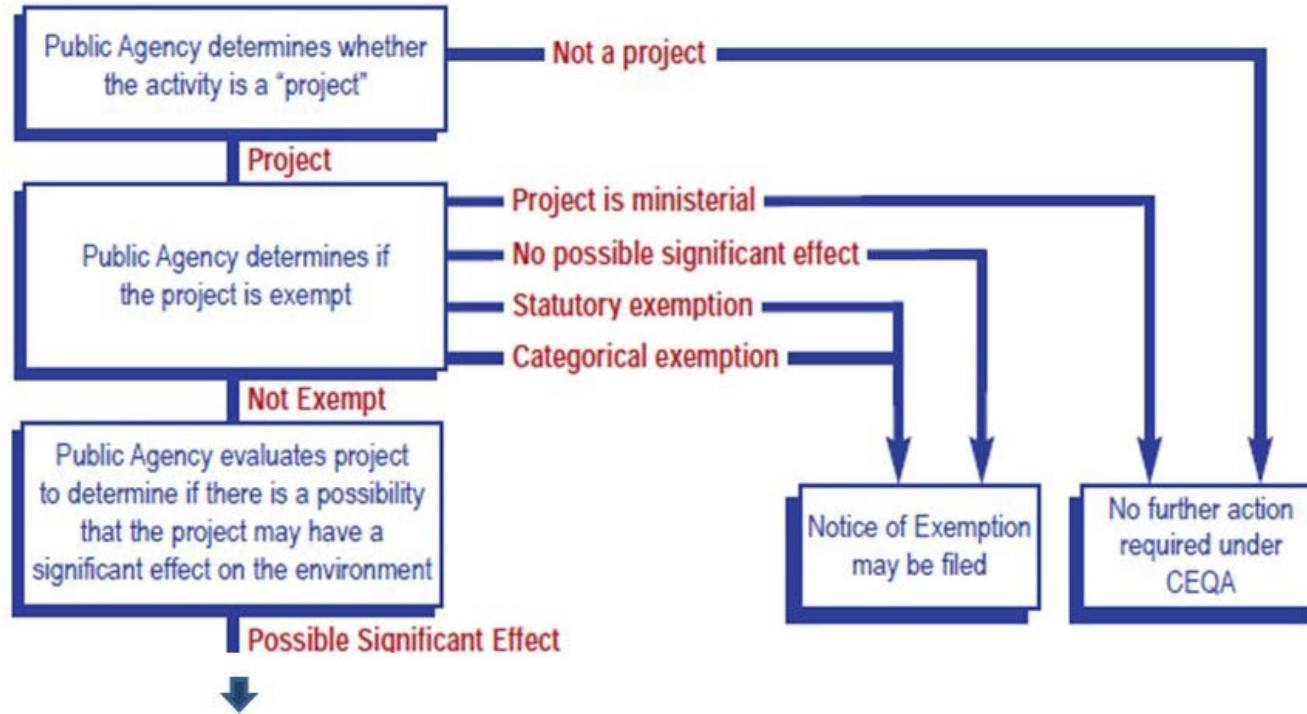 Public Agency determines whether
the activity is a “project”
Not a project
Project
Public Agency determines if
the project is exempt
Project is ministerial
No possible significant effect
Statutory exemption
Categorical exemption
Not Exempt
Public Agency evaluates project
to determine if there is a possibility
that the project may have a
significant effect on the environment
Notice of Exemption
may be filed
No further action
required under
CEQA
Possible Significant Effect